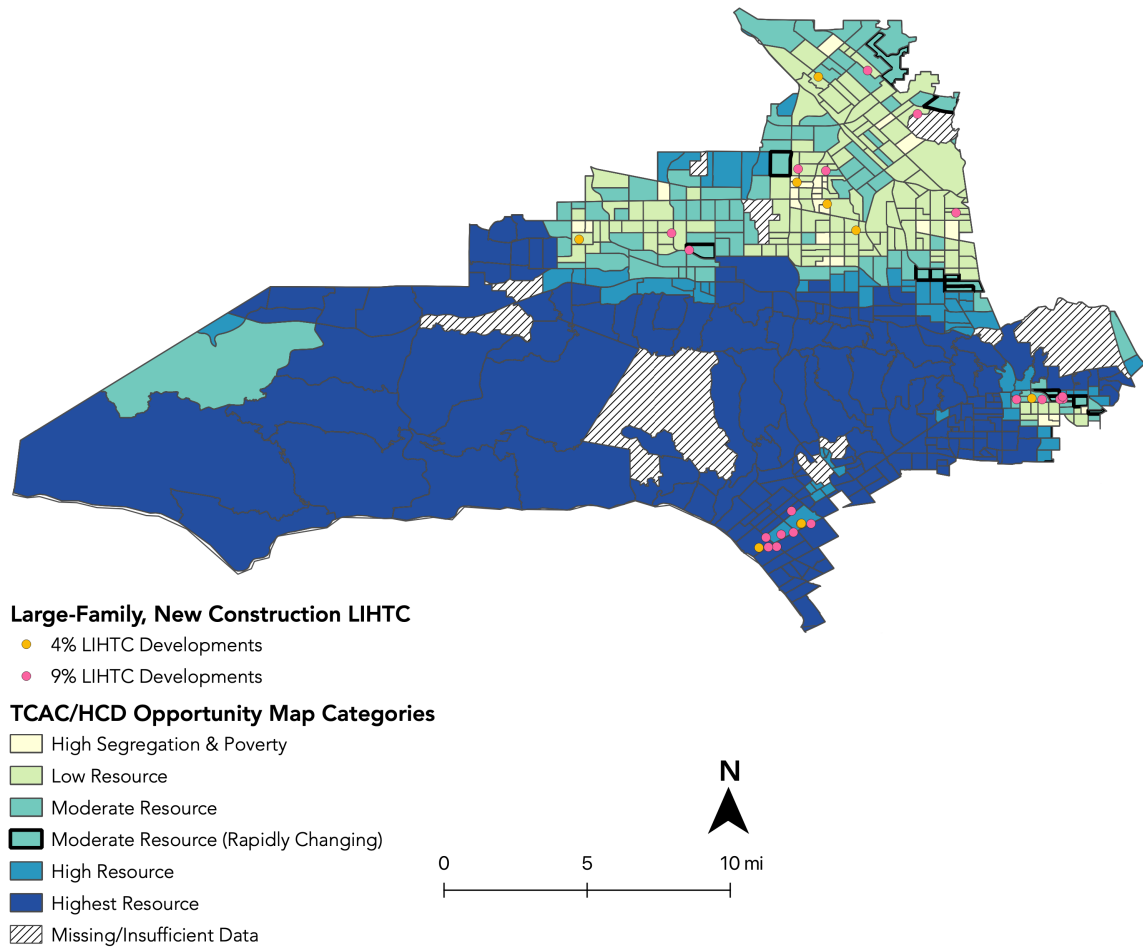 Large-Family, New Construction LIHTC
4% LIHTC Developments
9% LIHTC Developments
TCAC/HCD Opportunity Map Categories
High Segregation & Poverty
Low Resource
Moderate Resource
Moderate Resource (Rapidly Changing)
High Resource
Highest Resource
Missing/Insufficient Data
N
0 5 10 mi